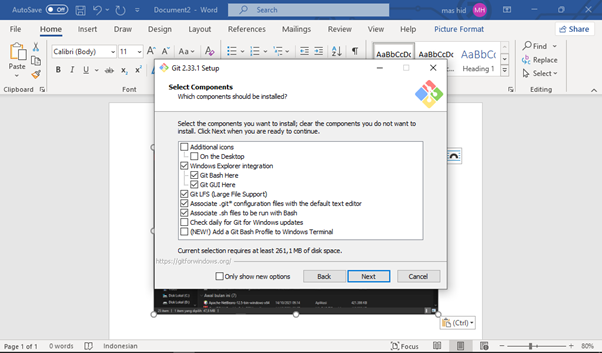 AutoSave Off Document2 - Word Search mas hid MH
File Home Insert Draw Design Layout References Mailings Review View Help Picture Format Share
Calibri (Body) 11 A A Aa
Paste
B I U ab x₂ x²
AaBbCcDc AaBbCcDc AaBbCc
Heading 1
Find
Replace
Select
Clipboard Editing
Git 2.33.1 Setup
Select Components
Which components should be installed?
Select the components you want to install; clear the components you do not want to
install. Click Next when you are ready to continue.
Additional icons
On the Desktop
Windows Explorer integration
Git Bash Here
Git GUI Here
Git LFS (Large File Support)
Associate .git* configuration files with the default text editor
Associate .sh files to be run with Bash
Check daily for Git for Windows updates
(NEW!) Add a Git Bash Profile to Windows Terminal
Current selection requires at least 261,1 MB of disk space.
https://gitforwindows.org/
Only show new options Back Next Cancel
(Ctrl)
Page 1 of 1 0 words Indonesian Focus 80%